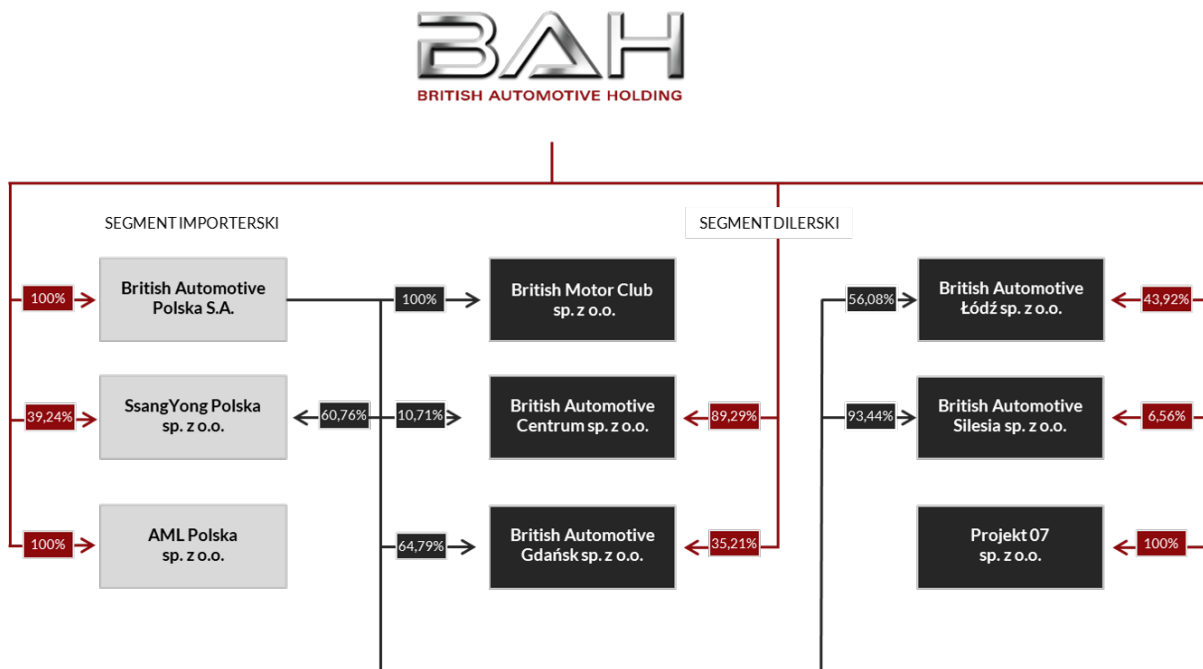 BAH
BRITISH AUTOMOTIVE HOLDING
SEGMENT IMPORTERSKI
SEGMENT DILERSKI
100%
British Automotive
Polska S.A.
100%
British Motor Club
sp. z o.o.
56,08%
British Automotive
Łódź sp. z o.o.
43,92%
39,24%
SsangYong Polska
sp. z o.o.
60,76%
10,71%
British Automotive
Centrum sp. z o.o.
89,29%
93,44%
British Automotive
Silesia sp. z o.o.
6,56%
100%
AML Polska
sp. z o.o.
64,79%
British Automotive
Gdańsk sp. z o.o.
35,21%
Projekt 07
sp. z o.o.
100%